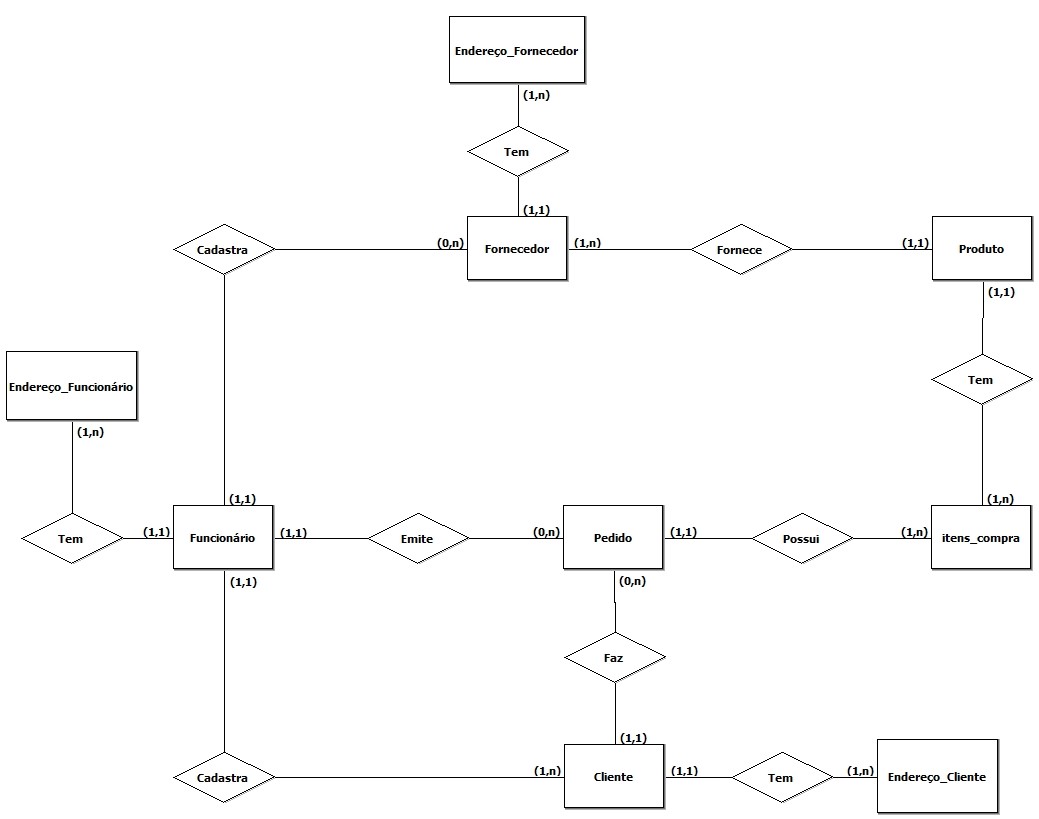 Endereço_Fornecedor
(1,n)
Tem
(1,1)
Cadastra
(0,n)
Fornecedor
(1,n)
Fornece
(1,1)
Produto
(1,1)
Endereço_Funcionário
(1,n)
Tem
(1,1)
(1,n)
Tem
(1,1)
Funcionário
(1,1)
Emite
(0,n)
Pedido
(1,1)
Possui
(1,n)
itens_compra
(1,1)
(0,n)
Faz
(1,1)
Cadastra
(1,n)
Cliente
(1,1)
Tem
(1,n)
Endereço_Cliente